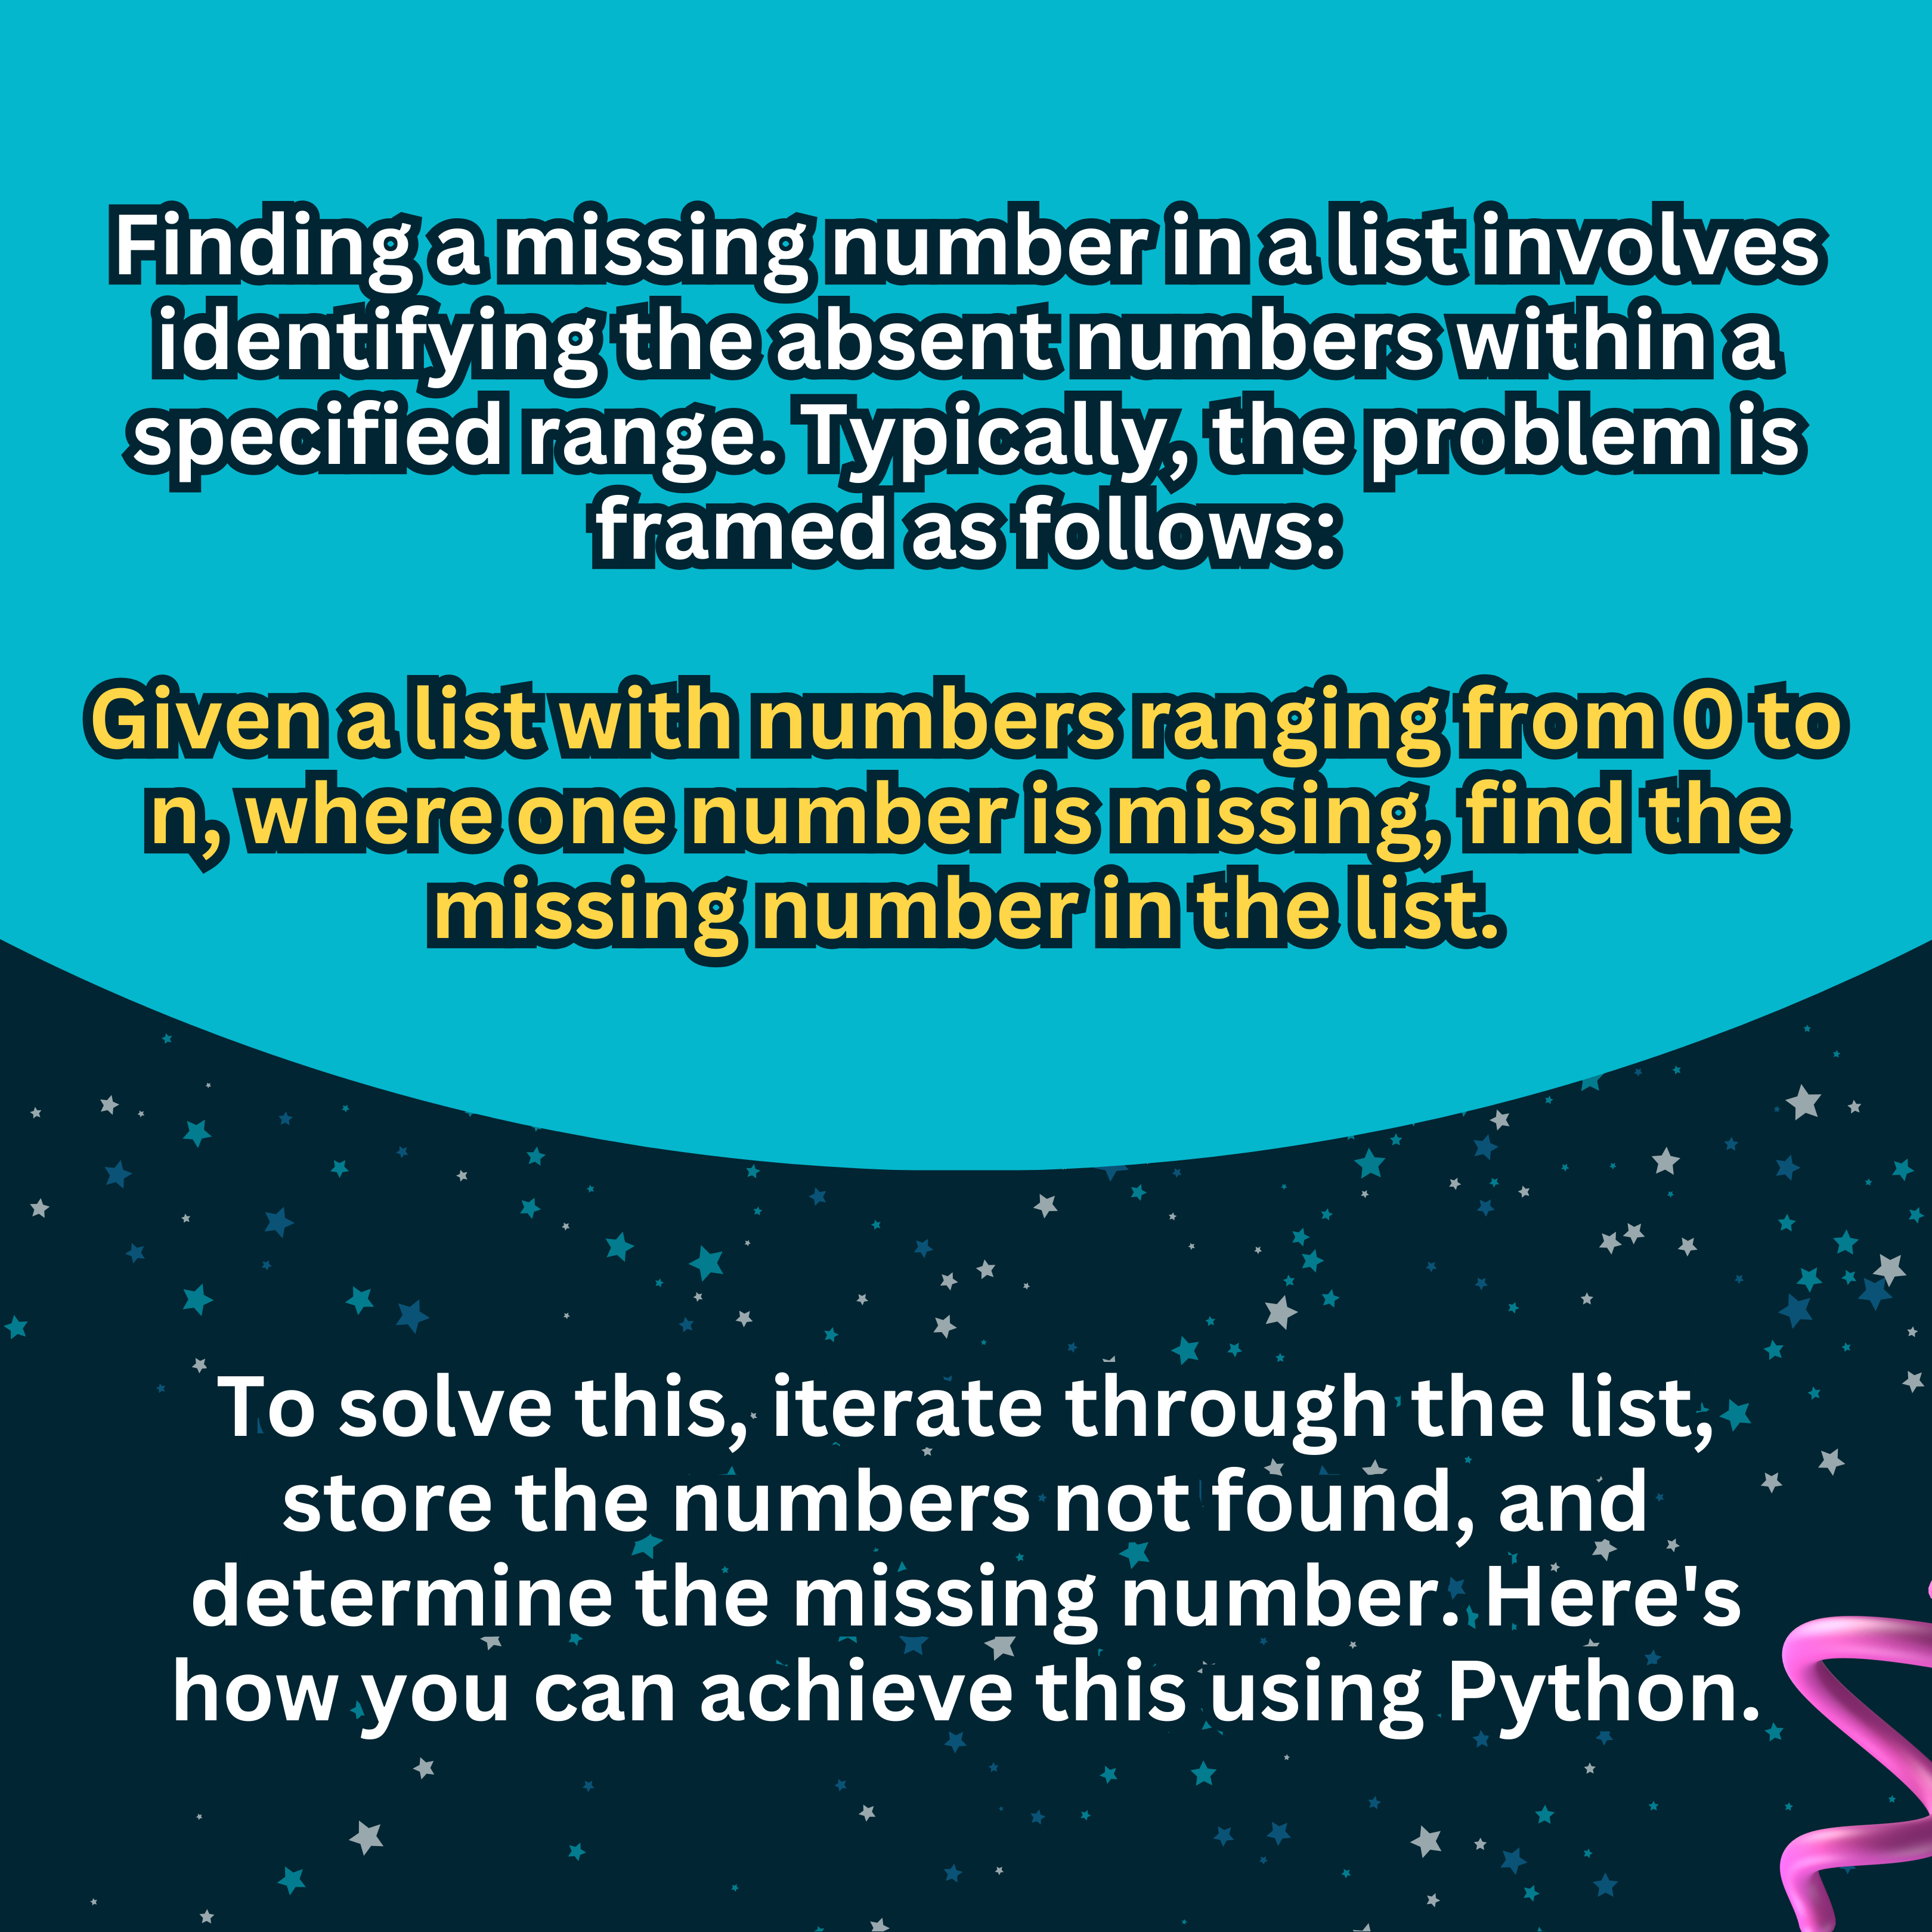 Finding a missing number in a list involves
identifying the absent numbers within a
specified range. Typically, the problem is
framed as follows:
Given a list with numbers ranging from 0 to
n, where one number is missing, find the
missing number in the list.
To solve this, iterate through the list,
store the numbers not found, and
determine the missing number. Here's
how you can achieve this using Python.